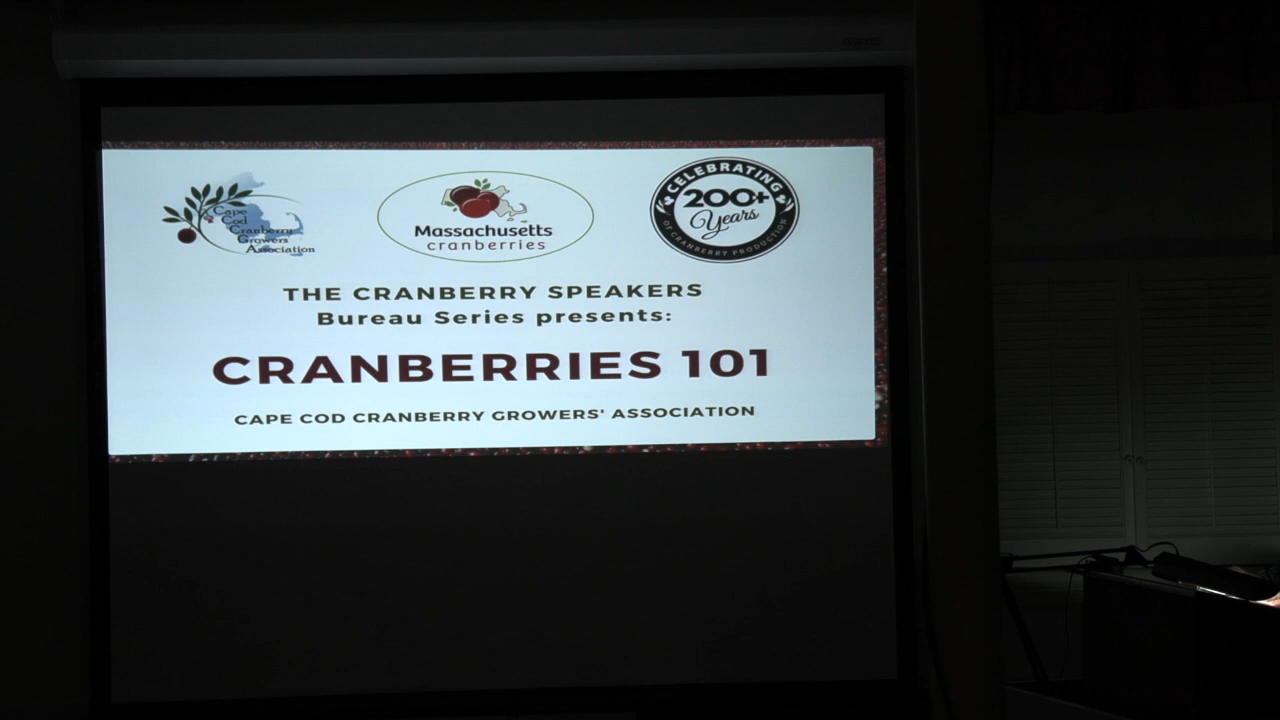 Cape
Cod
Cranberry
Growers'
Association
Massachusetts
cranberries
CELEBRATING
200+
Years
OF CRANBERRY PRODUCTION
THE CRANBERRY SPEAKERS
Bureau Series presents:
CRANBERRIES 101
CAPE COD CRANBERRY GROWERS' ASSOCIATION